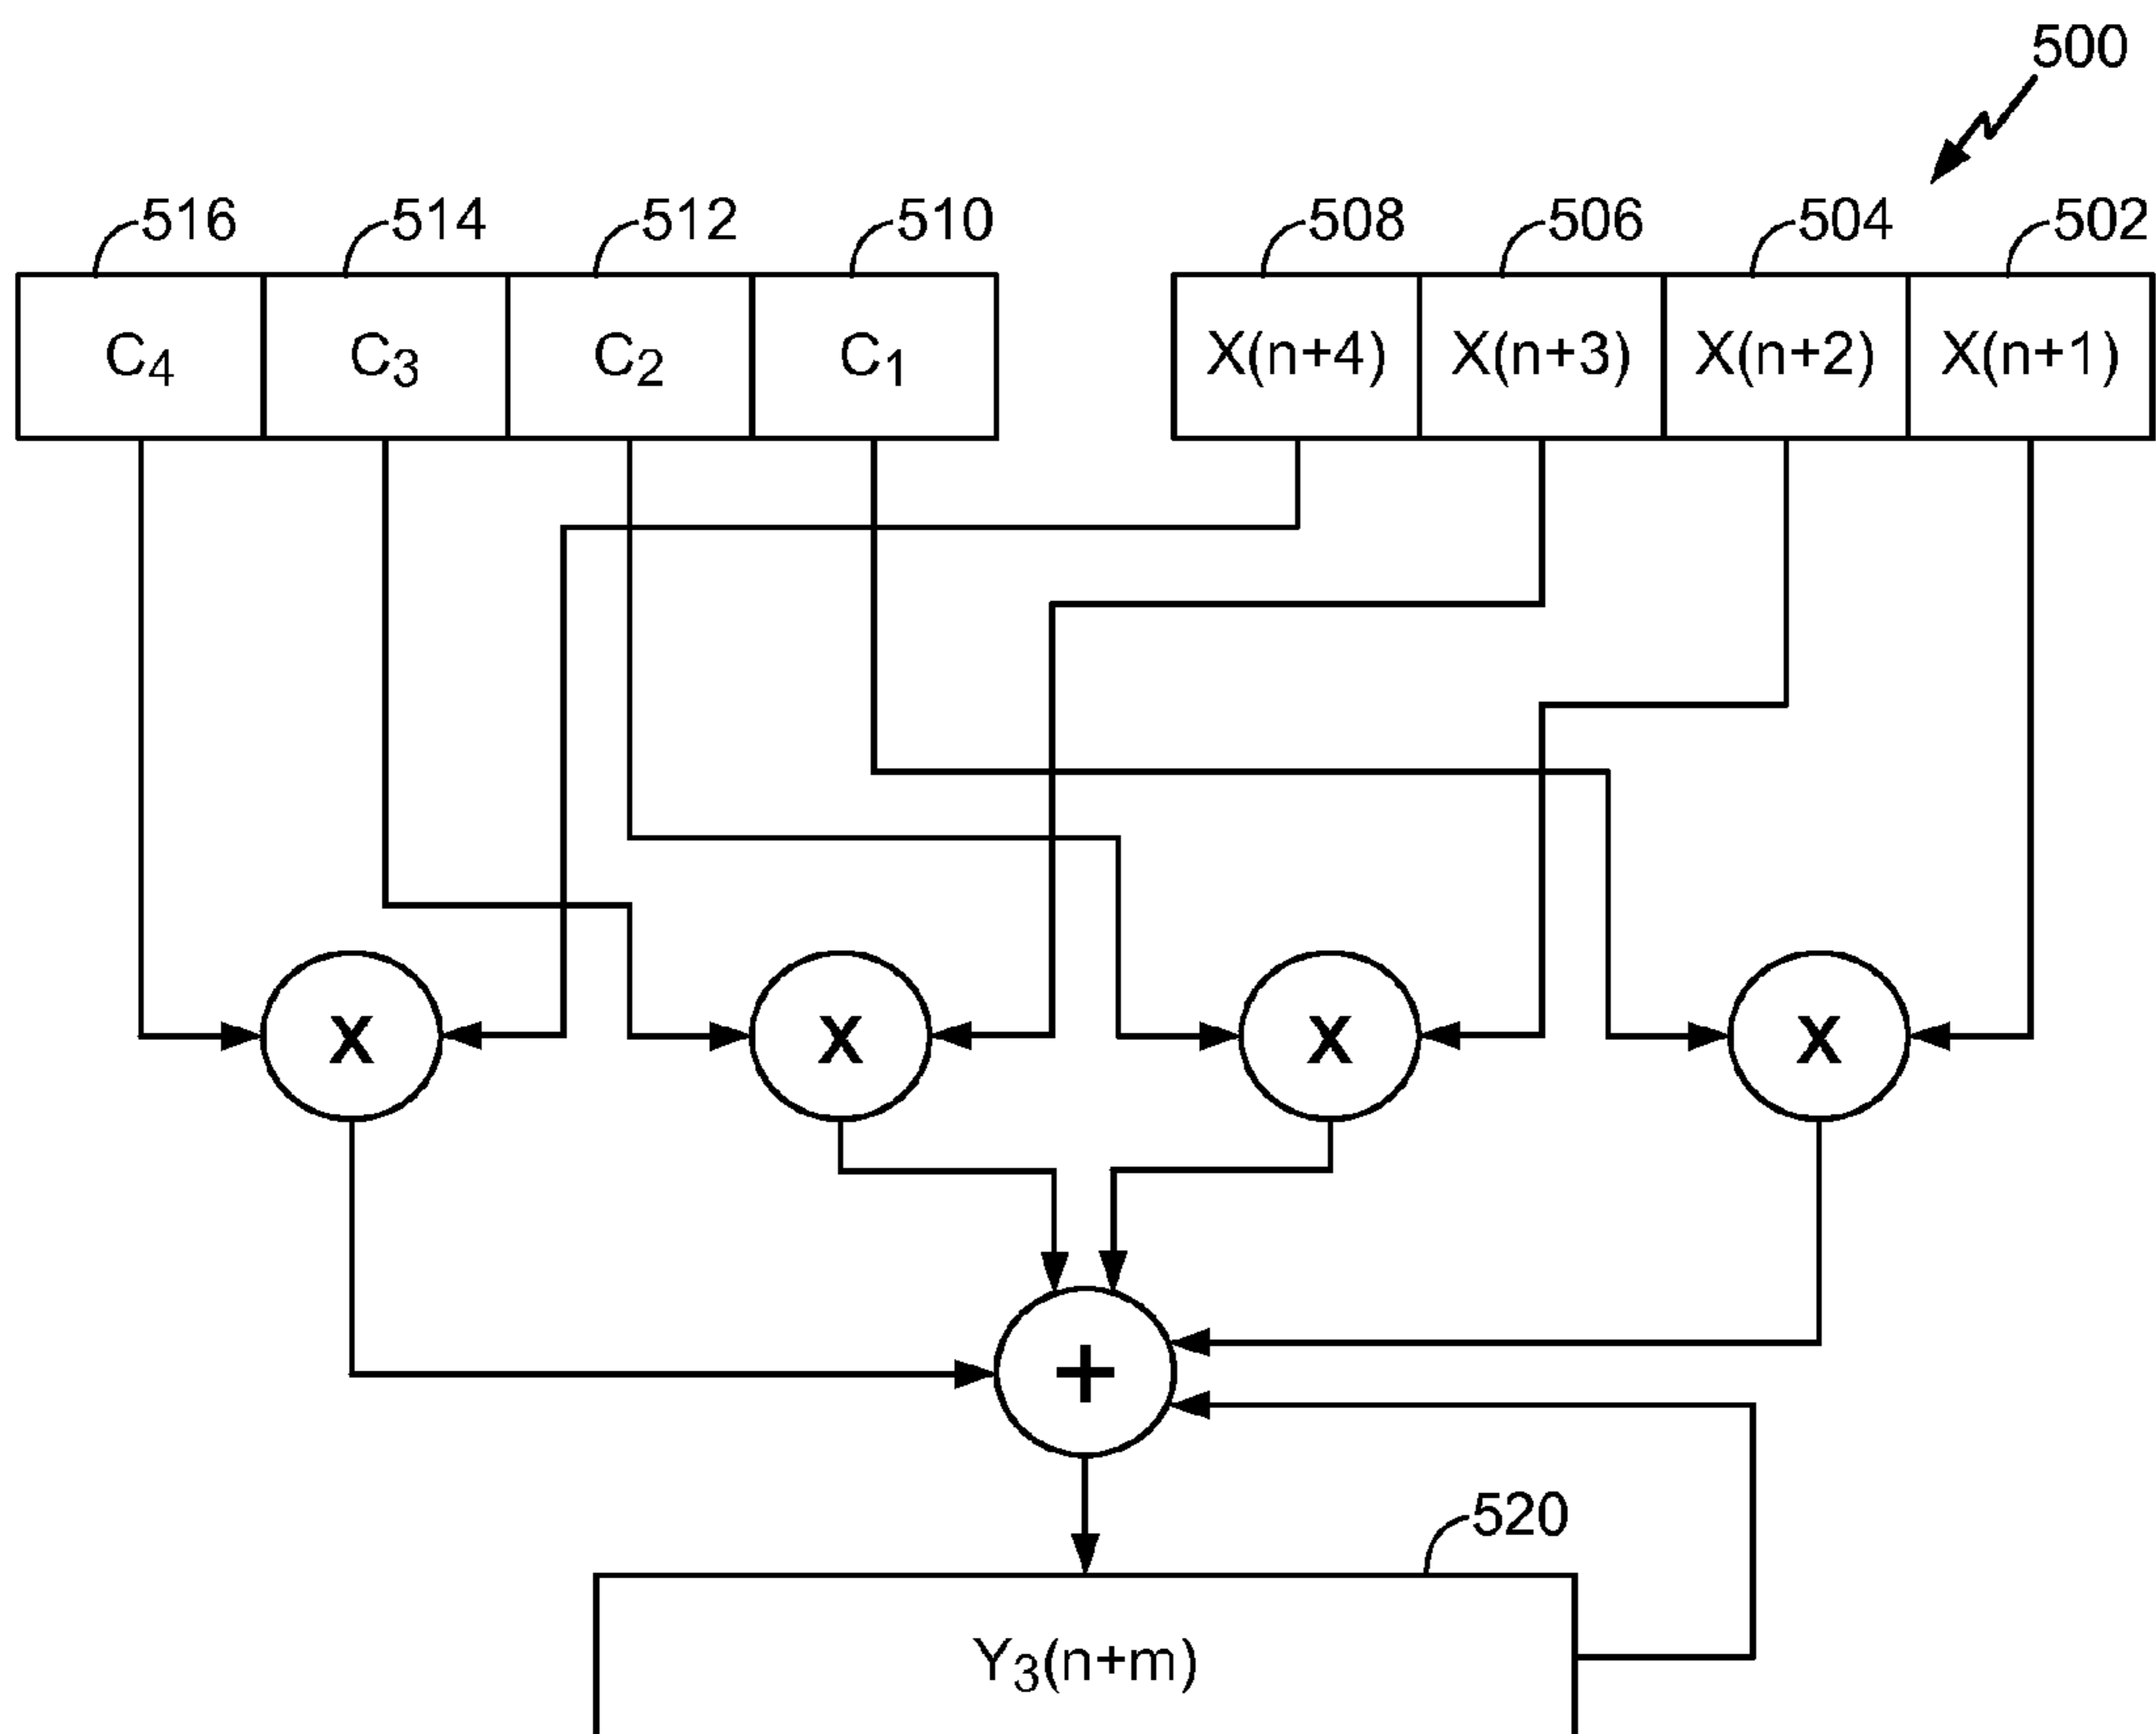 500
516 514 512 510 508 506 504 502
C4 C3 C2 C1 X(n+4) X(n+3) X(n+2) X(n+1)
X X X X
+
520
Y3(n+m)